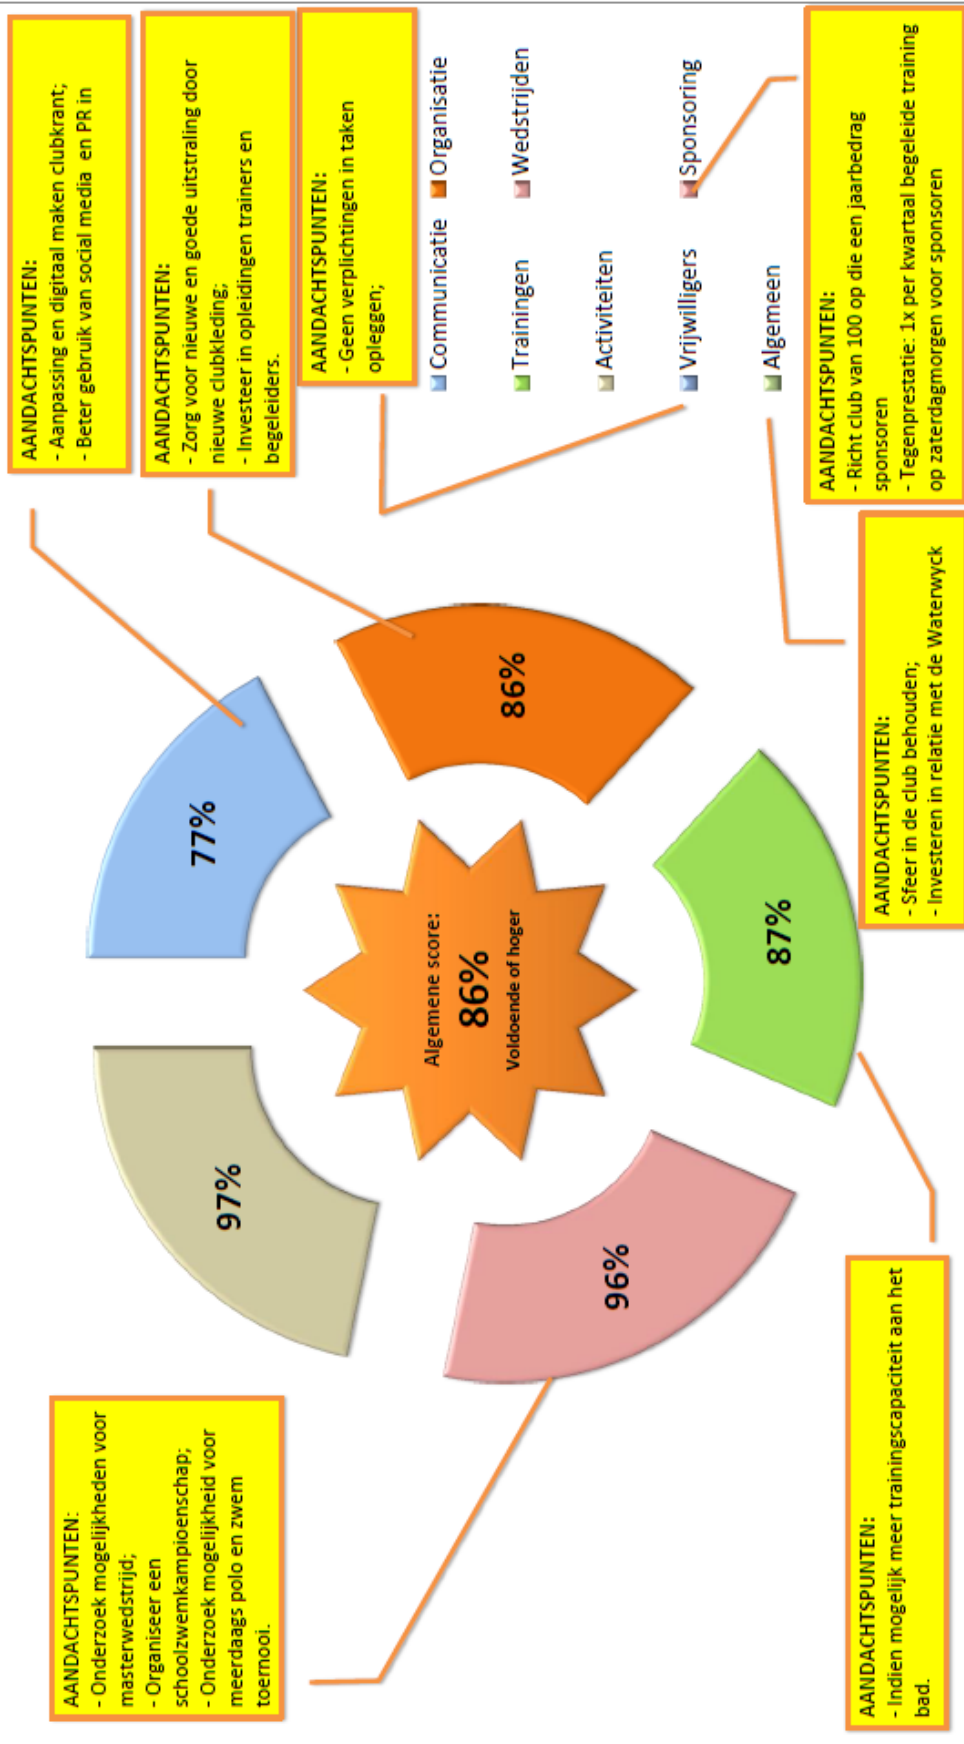 AANDACHTSPUNTEN:
- Onderzoek mogelijkheden voor
masterwedstrijd;
- Organiseer een
schoolzwemkampioenschap;
- Onderzoek mogelijkheid voor
meerdaags polo en zwem
toernooi.
97%
77%
AANDACHTSPUNTEN:
- Aanpassing en digitaal maken clubkrant;
- Beter gebruik van social media en PR in
AANDACHTSPUNTEN:
- Zorg voor nieuwe en goede uitstraling door
nieuwe clubkleding;
- Investeer in opleidingen trainers en
begeleiders.
AANDACHTSPUNTEN:
- Geen verplichtingen in taken
opleggen;
Algemene score:
86%
Voldoende of hoger
86%
96%
87%
Communicatie
Organisatie
Trainingen
Wedstrijden
Activiteiten
Vrijwilligers
Sponsoring
Algemeen
AANDACHTSPUNTEN:
- Indien mogelijk meer trainingscapaciteit aan het
bad.
AANDACHTSPUNTEN:
- Sfeer in de club behouden;
- Investeren in relatie met de Waterwyck
AANDACHTSPUNTEN:
- Richt club van 100 op die een jaarbedrag
sponsoren
- Tegenprestatie: 1x per kwartaal begeleide training
op zaterdagmorgen voor sponsoren